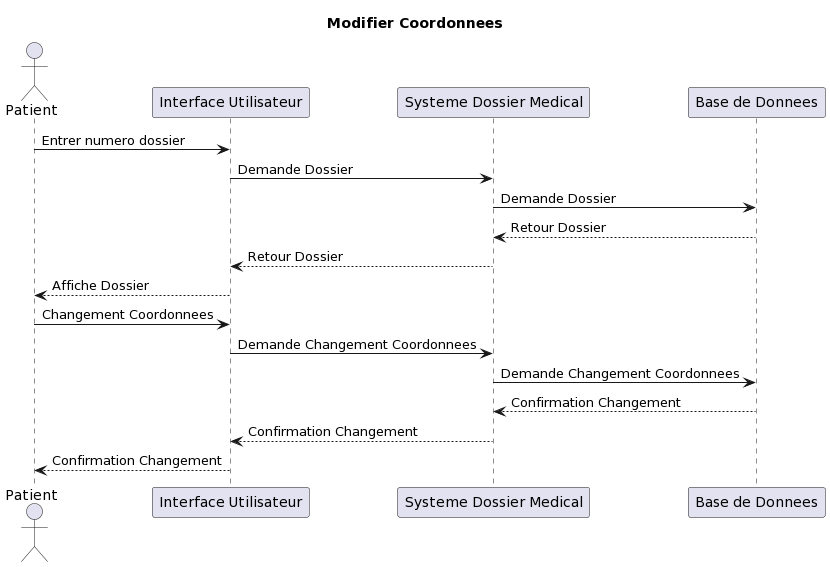 Modifier Coordonnees
Patient
Interface Utilisateur
Systeme Dossier Medical
Base de Donnees
Entrer numero dossier
Demande Dossier
Demande Dossier
Retour Dossier
Retour Dossier
Affiche Dossier
Changement Coordonnees
Demande Changement Coordonnees
Demande Changement Coordonnees
Confirmation Changement
Confirmation Changement
Confirmation Changement
Patient
Interface Utilisateur
Systeme Dossier Medical
Base de Donnees